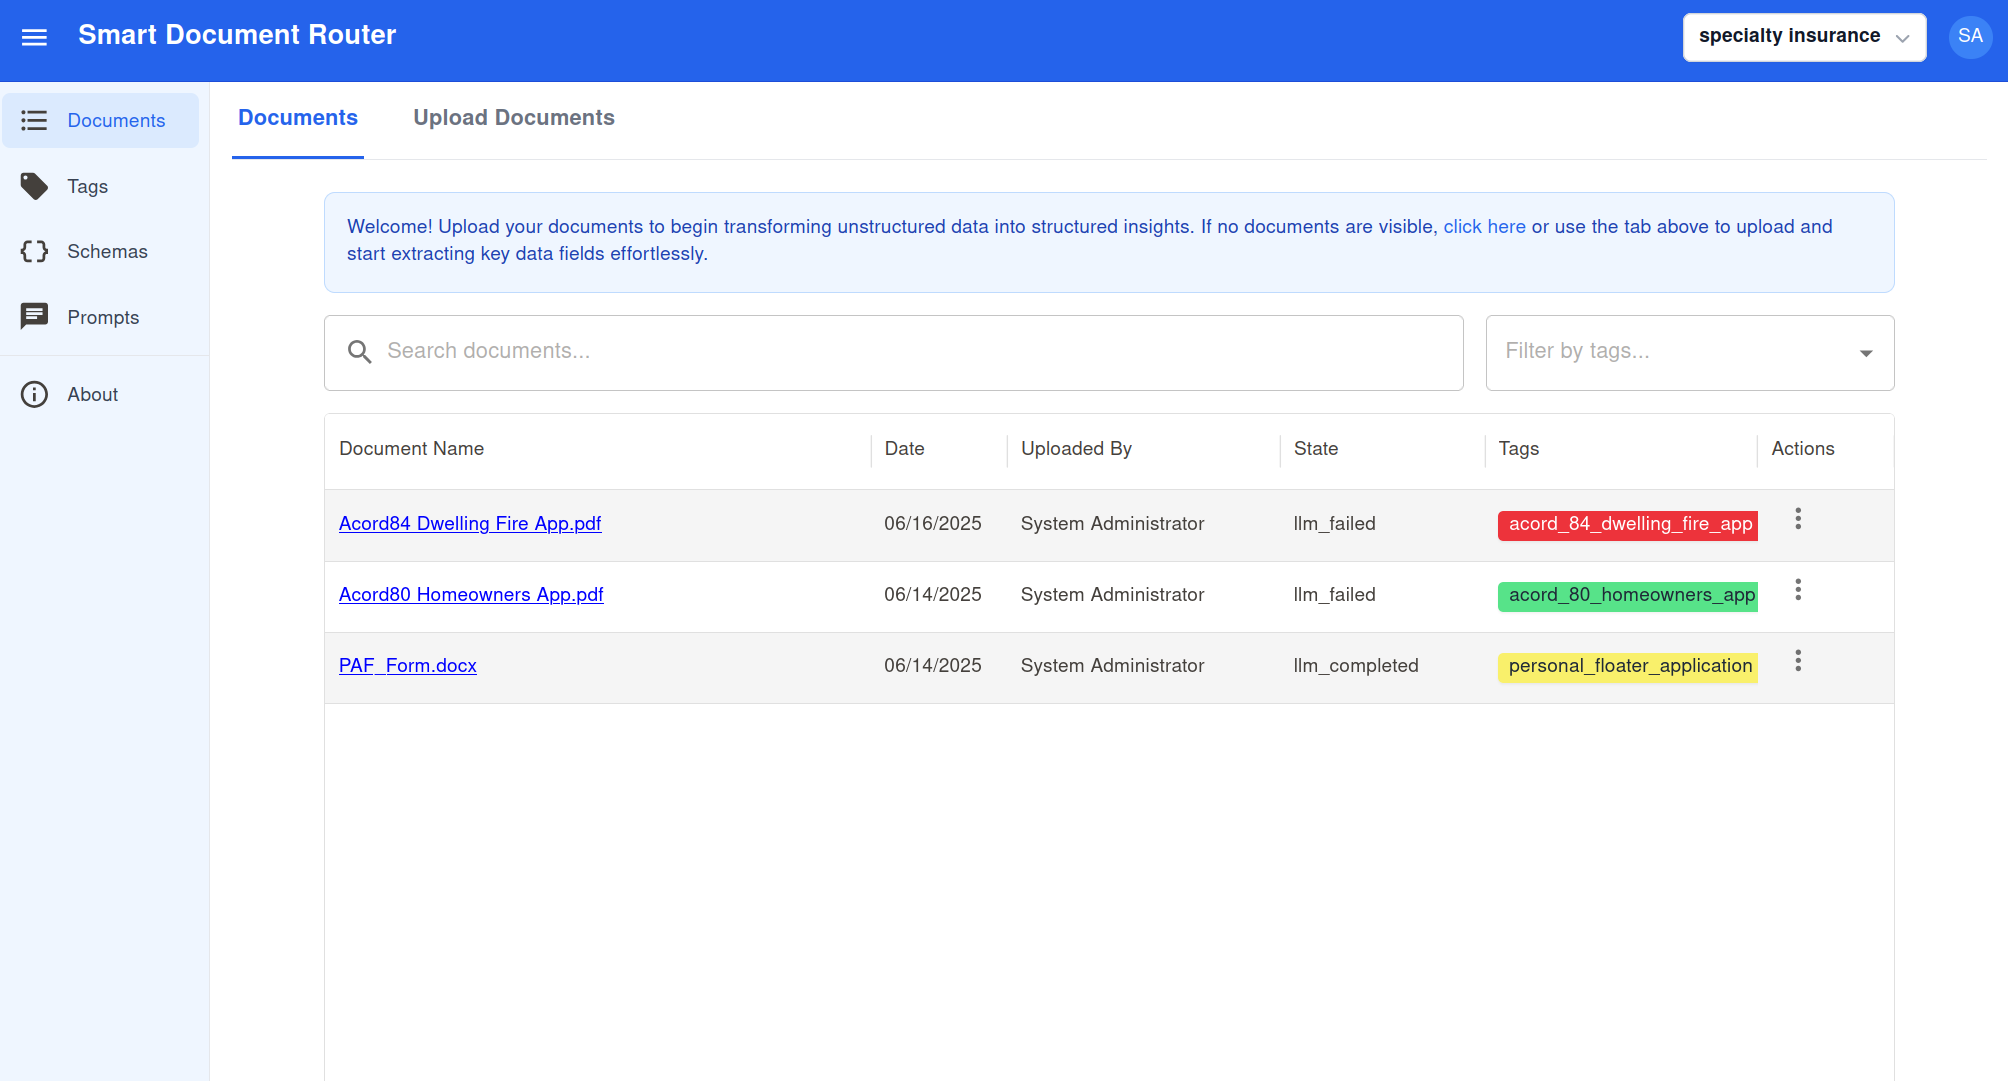 Smart Document Router
specialty insurance
SA
Documents
Tags
Schemas
Prompts
About
Documents Upload Documents
Welcome! Upload your documents to begin transforming unstructured data into structured insights. If no documents are visible, click here or use the tab above to upload and
start extracting key data fields effortlessly.
Search documents...
Filter by tags...
Document Name Date Uploaded By State Tags Actions
Acord84 Dwelling Fire App.pdf 06/16/2025 System Administrator llm_failed acord_84_dwelling_fire_app
Acord80 Homeowners App.pdf 06/14/2025 System Administrator llm_failed acord_80_homeowners_app
PAF_Form.docx 06/14/2025 System Administrator llm_completed personal_floater_application